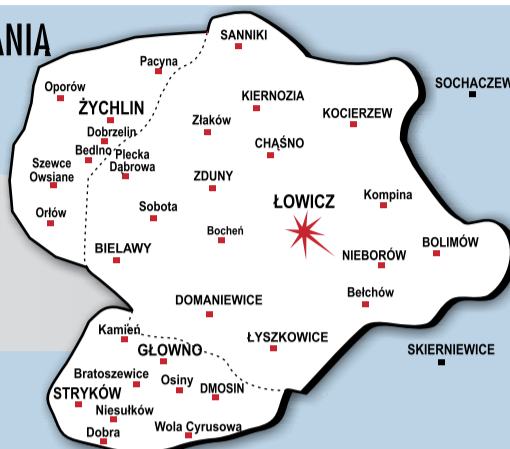 ANIA
SANNIKI
Pacyna
Oporów
SOCHACZEW
KIERNOZIA
ŻYCHLIN
KOCIERZEW
Złaków
Dobrzelin
CHĄŚNO
Bedlno
Plecka
Dąbrowa
Szewce
Owsiane
ZDUNY
Kompina
ŁOWICZ
Orłów
Sobota
Bocheń
BOLIMÓW
BIELAWY
NIEBORÓW
Bełchów
DOMANIEWICE
Kamień
ŁYSZKOWICE
GŁOWNO
SKIERNIEWICE
Bratoszewice
Osiny
DMOSIN
STRYKÓW
Niesułków
Wola Cyrusowa
Dobra